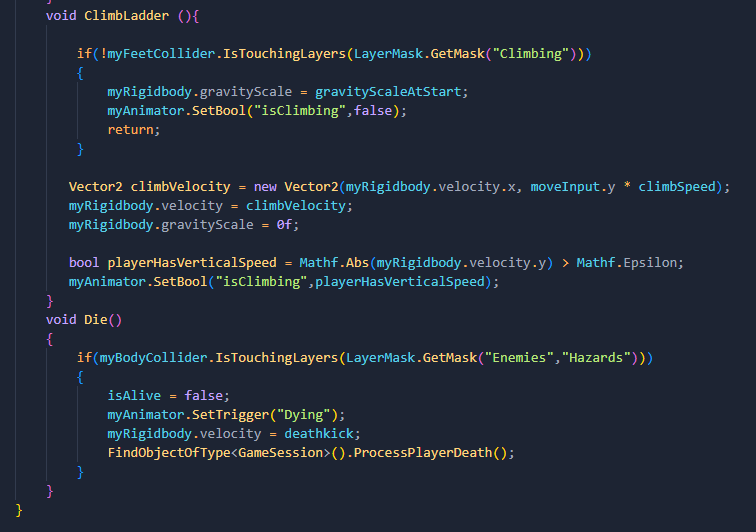 }
void ClimbLadder (){
if(!myFeetCollider.IsTouchingLayers(LayerMask.GetMask("Climbing")))
{
myRigidbody.gravityScale = gravityScaleAtStart;
myAnimator.SetBool("isClimbing",false);
return;
}
Vector2 climbVelocity = new Vector2(myRigidbody.velocity.x, moveInput.y * climbSpeed);
myRigidbody.velocity = climbVelocity;
myRigidbody.gravityScale = 0f;
bool playerHasVerticalSpeed = Mathf.Abs(myRigidbody.velocity.y) > Mathf.Epsilon;
myAnimator.SetBool("isClimbing",playerHasVerticalSpeed);
}
void Die()
{
if(myBodyCollider.IsTouchingLayers(LayerMask.GetMask("Enemies","Hazards")))
{
isAlive = false;
myAnimator.SetTrigger("Dying");
myRigidbody.velocity = deathkick;
FindObjectOfType<GameSession>().ProcessPlayerDeath();
}
}
}